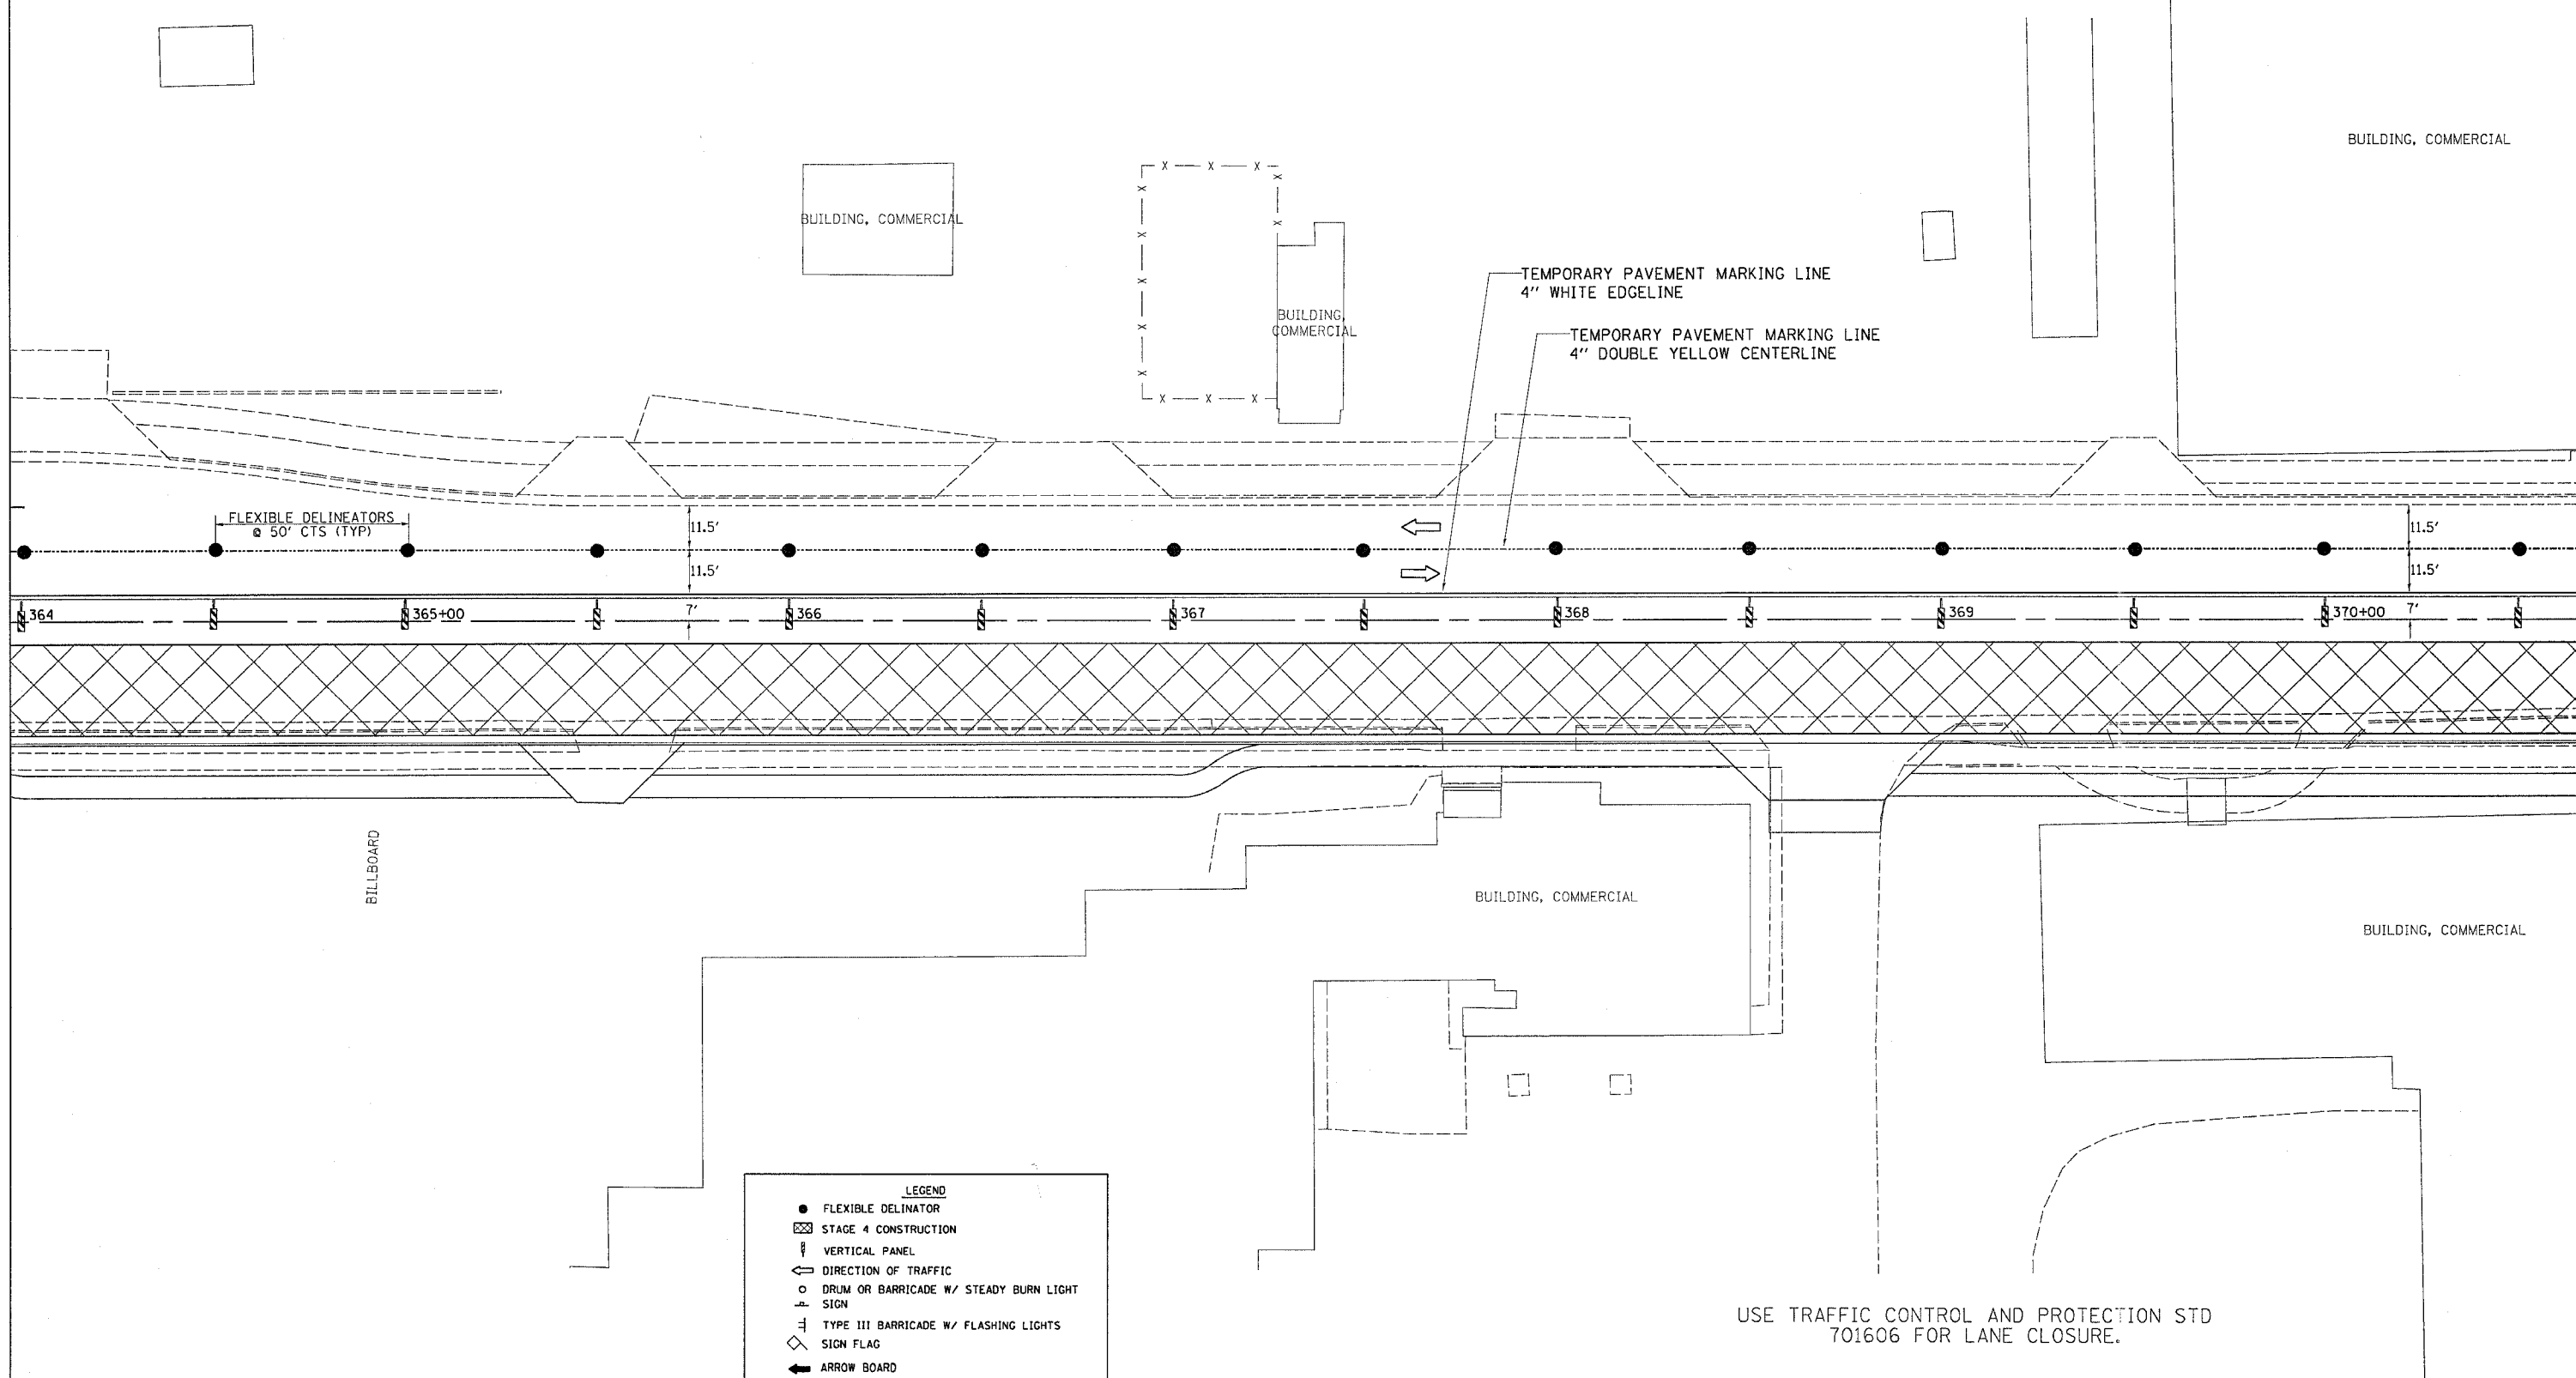 BUILDING, COMMERCIAL
BUILDING, COMMERCIAL
TEMPORARY PAVEMENT MARKING LINE
4" WHITE EDGELINE
BUILDING,
COMMERCIAL
TEMPORARY PAVEMENT MARKING LINE
4" DOUBLE YELLOW CENTERLINE
FLEXIBLE DELINEATORS
@ 50' CTS (TYP)
11.5'
11.5'
11.5'
11.5'
364
365+00
7'
366
367
368
369
370+00
7'
BILLBOARD
BUILDING, COMMERCIAL
BUILDING, COMMERCIAL
LEGEND
FLEXIBLE DELINATOR
STAGE 4 CONSTRUCTION
VERTICAL PANEL
DIRECTION OF TRAFFIC
DRUM OR BARRICADE W/ STEADY BURN LIGHT
SIGN
TYPE III BARRICADE W/ FLASHING LIGHTS
SIGN FLAG
ARROW BOARD
USE TRAFFIC CONTROL AND PROTECTION STD
701606 FOR LANE CLOSURE.